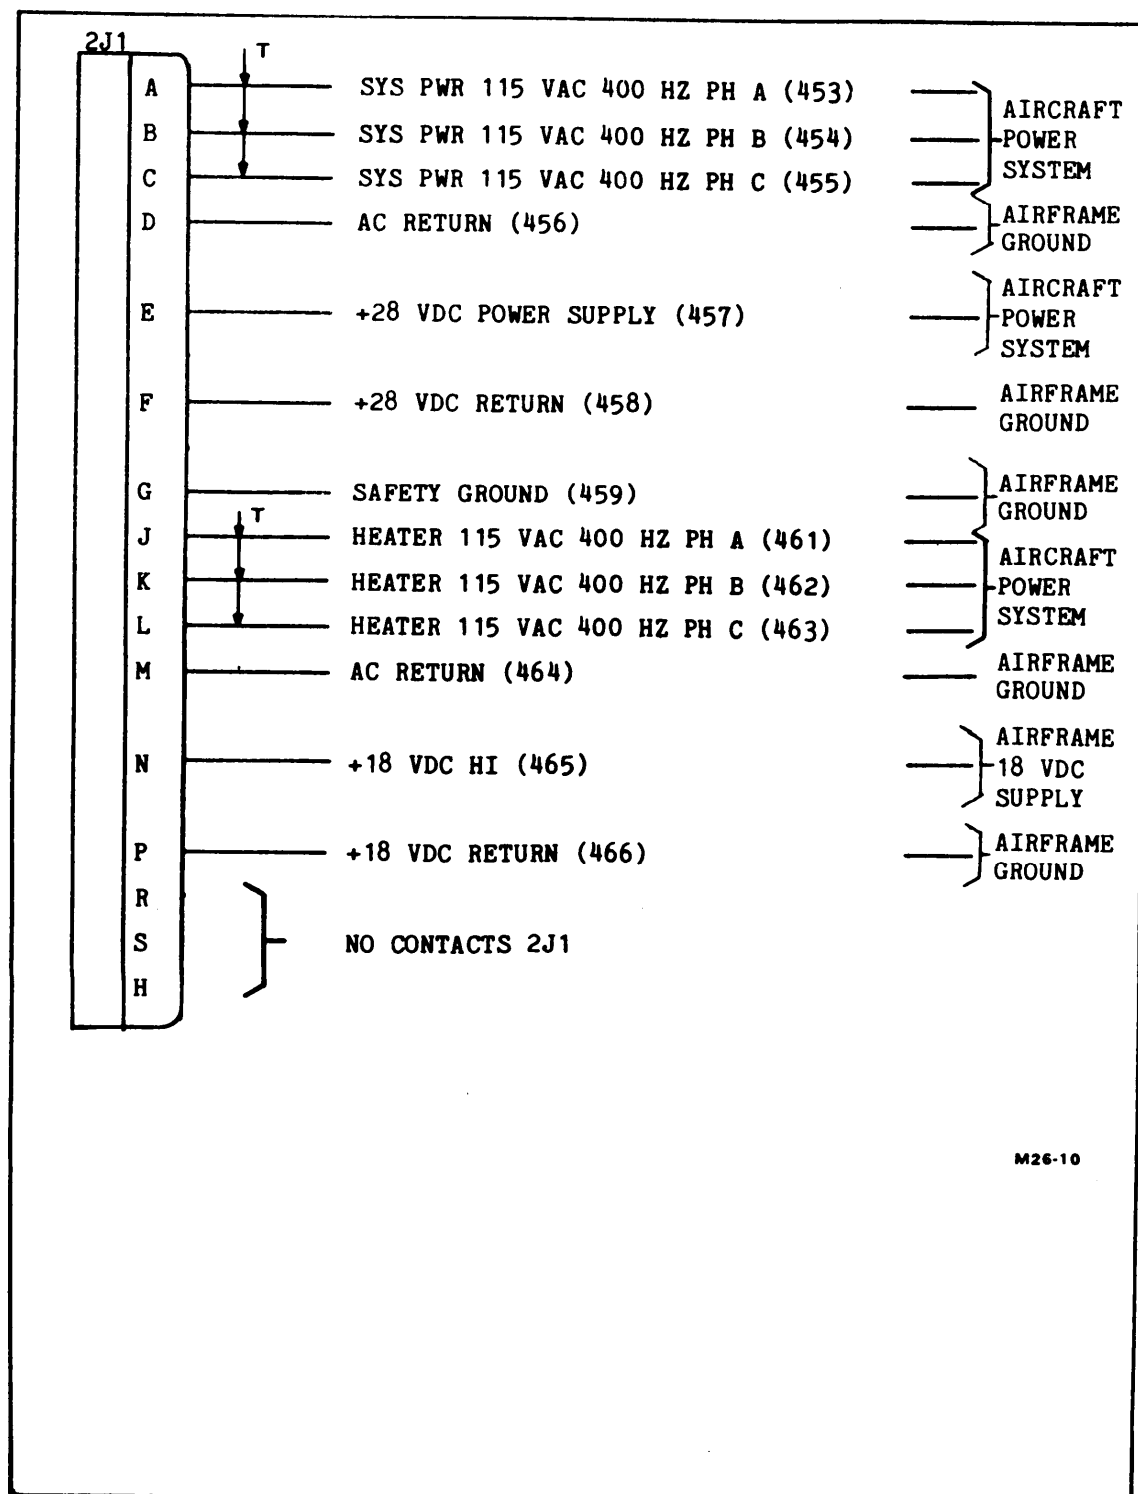 2J1
T
A SYS PWR 115 VAC 400 HZ PH A (453)
B SYS PWR 115 VAC 400 HZ PH B (454)
C SYS PWR 115 VAC 400 HZ PH C (455)
AIRCRAFT
POWER
SYSTEM
D AC RETURN (456)
AIRFRAME
GROUND
E +28 VDC POWER SUPPLY (457)
AIRCRAFT
POWER
SYSTEM
F +28 VDC RETURN (458)
AIRFRAME
GROUND
G SAFETY GROUND (459)
AIRFRAME
GROUND
T
J HEATER 115 VAC 400 HZ PH A (461)
K HEATER 115 VAC 400 HZ PH B (462)
L HEATER 115 VAC 400 HZ PH C (463)
AIRCRAFT
POWER
SYSTEM
M AC RETURN (464)
AIRFRAME
GROUND
N +18 VDC HI (465)
AIRFRAME
18 VDC
SUPPLY
P +18 VDC RETURN (466)
AIRFRAME
GROUND
R
S NO CONTACTS 2J1
H
M26-10